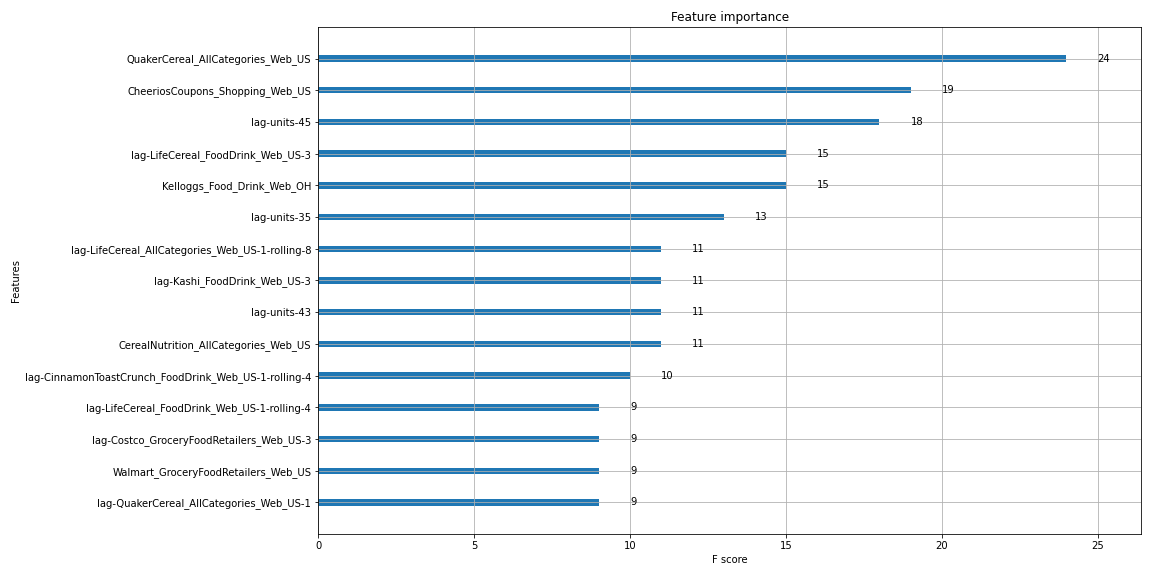 Feature importance
Features
QuakerCereal_AllCategories_Web_US 24
CheeriosCoupons_Shopping_Web_US 19
lag-units-45 18
lag-LifeCereal_FoodDrink_Web_US-3 15
Kelloggs_Food_Drink_Web_OH 15
lag-units-35 13
lag-LifeCereal_AllCategories_Web_US-1-rolling-8 11
lag-Kashi_FoodDrink_Web_US-3 11
lag-units-43 11
CerealNutrition_AllCategories_Web_US 11
lag-CinnamonToastCrunch_FoodDrink_Web_US-1-rolling-4 10
lag-LifeCereal_FoodDrink_Web_US-1-rolling-4 9
lag-Costco_GroceryFoodRetailers_Web_US-3 9
Walmart_GroceryFoodRetailers_Web_US 9
lag-QuakerCereal_AllCategories_Web_US-1 9
0 5 10 15 20 25
F score